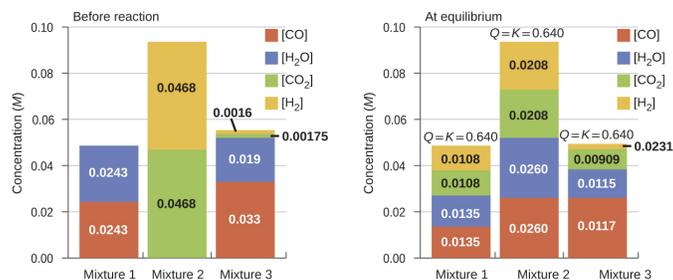 Before reaction
Concentration (M)
0.10
0.08
0.06
0.04
0.02
0.00
[CO]
[H₂O]
[CO₂]
[H₂]
0.0243
0.0243
0.0468
0.0468
0.0016
0.00175
0.019
0.033
Mixture 1 Mixture 2 Mixture 3
At equilibrium
Concentration (M)
0.10
0.08
0.06
0.04
0.02
0.00
Q=K=0.640
[CO]
[H₂O]
[CO₂]
[H₂]
Q=K=0.640
0.0108
0.0108
0.0135
0.0135
0.0208
0.0208
0.0260
0.0260
Q=K=0.640
0.0231
0.00909
0.0115
0.0117
Mixture 1 Mixture 2 Mixture 3